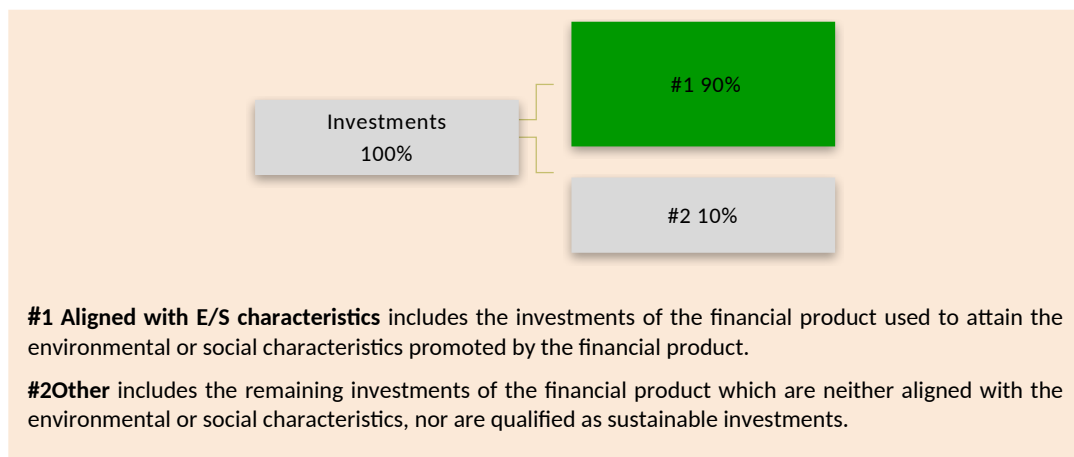 #1 90%
Investments
100%
#2 10%
#1 Aligned with E/S characteristics includes the investments of the financial product used to attain the
environmental or social characteristics promoted by the financial product.
#2Other includes the remaining investments of the financial product which are neither aligned with the
environmental or social characteristics, nor are qualified as sustainable investments.